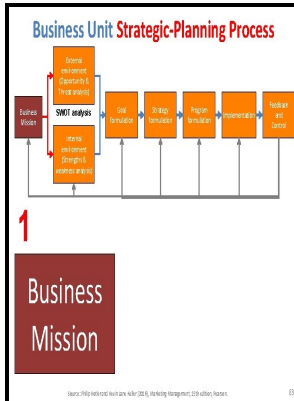 Business Unit Strategic-Planning Process
External
environment
(Opportunity &
Threat analysis)
Business
Mission
SWOT analysis
Internal
environment
(Strengths &
weakness analysis)
Goal
formulation
Strategy
formulation
Program
formulation
Implementation
Feedback
and
Control
1
Business
Mission
Source: Philip Kotler and Kevin Lane Keller (2016), Marketing Management, 15th edition, Pearson